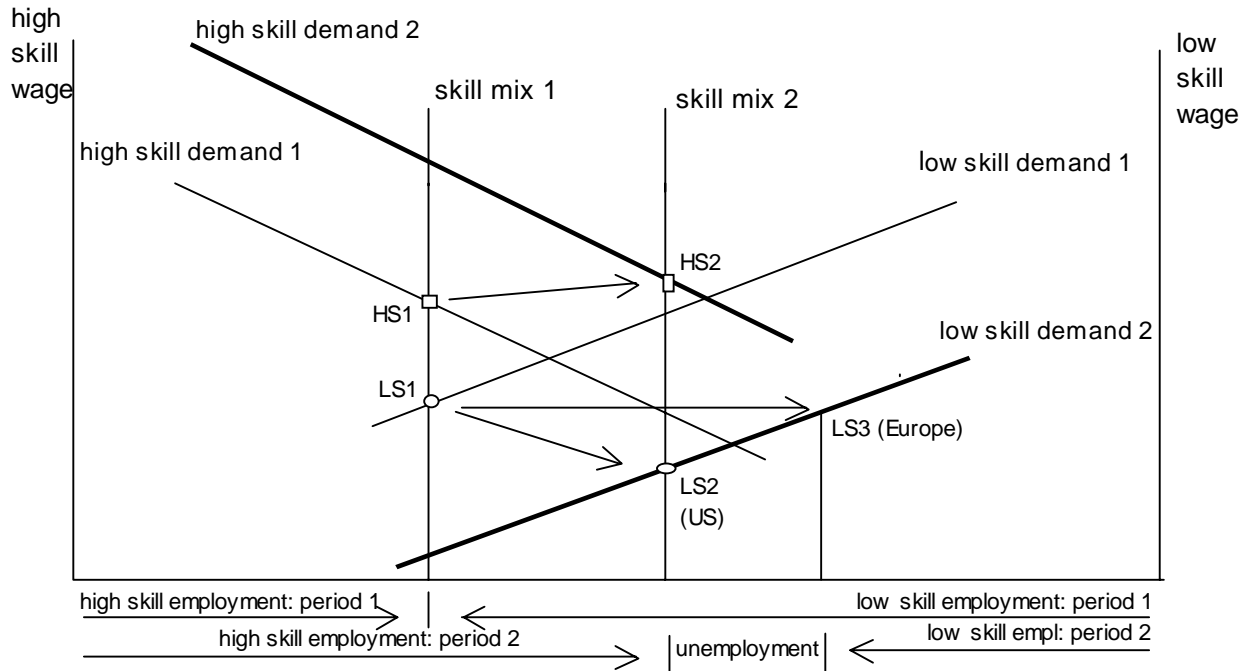 high
skill
wage
high skill demand 2
low
skill
wage
skill mix 1
skill mix 2
high skill demand 1
low skill demand 1
HS2
HS1
low skill demand 2
LS1
LS3 (Europe)
LS2
(US)
high skill employment: period 1
low skill employment: period 1
high skill employment: period 2
unemployment
low skill empl: period 2